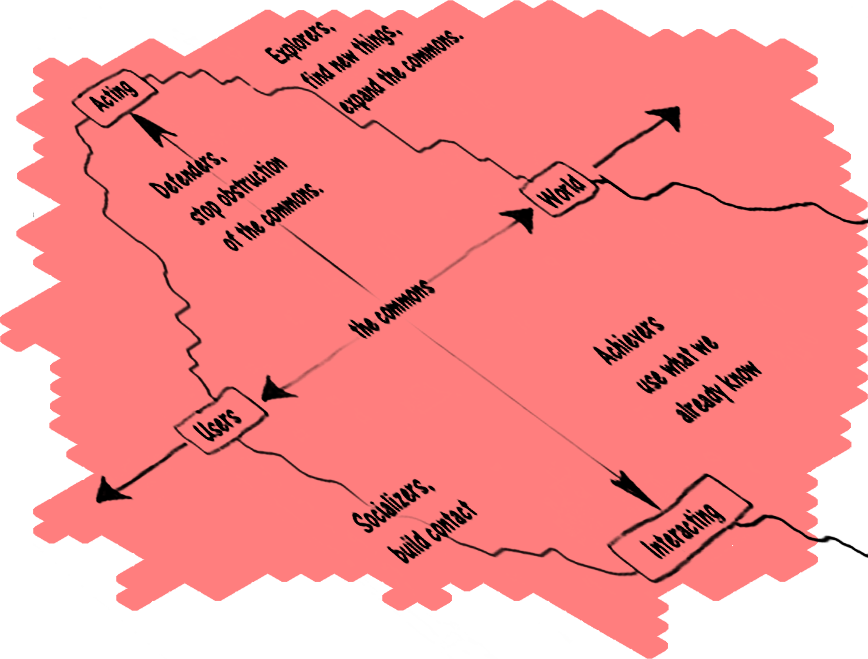 Explorers,
find new things,
expand the commons.
Acting
Defenders,
stop obstruction
of the commons.
World
the commons
Achievers
use what we
already know
Users
Socializers,
build contact
Interacting